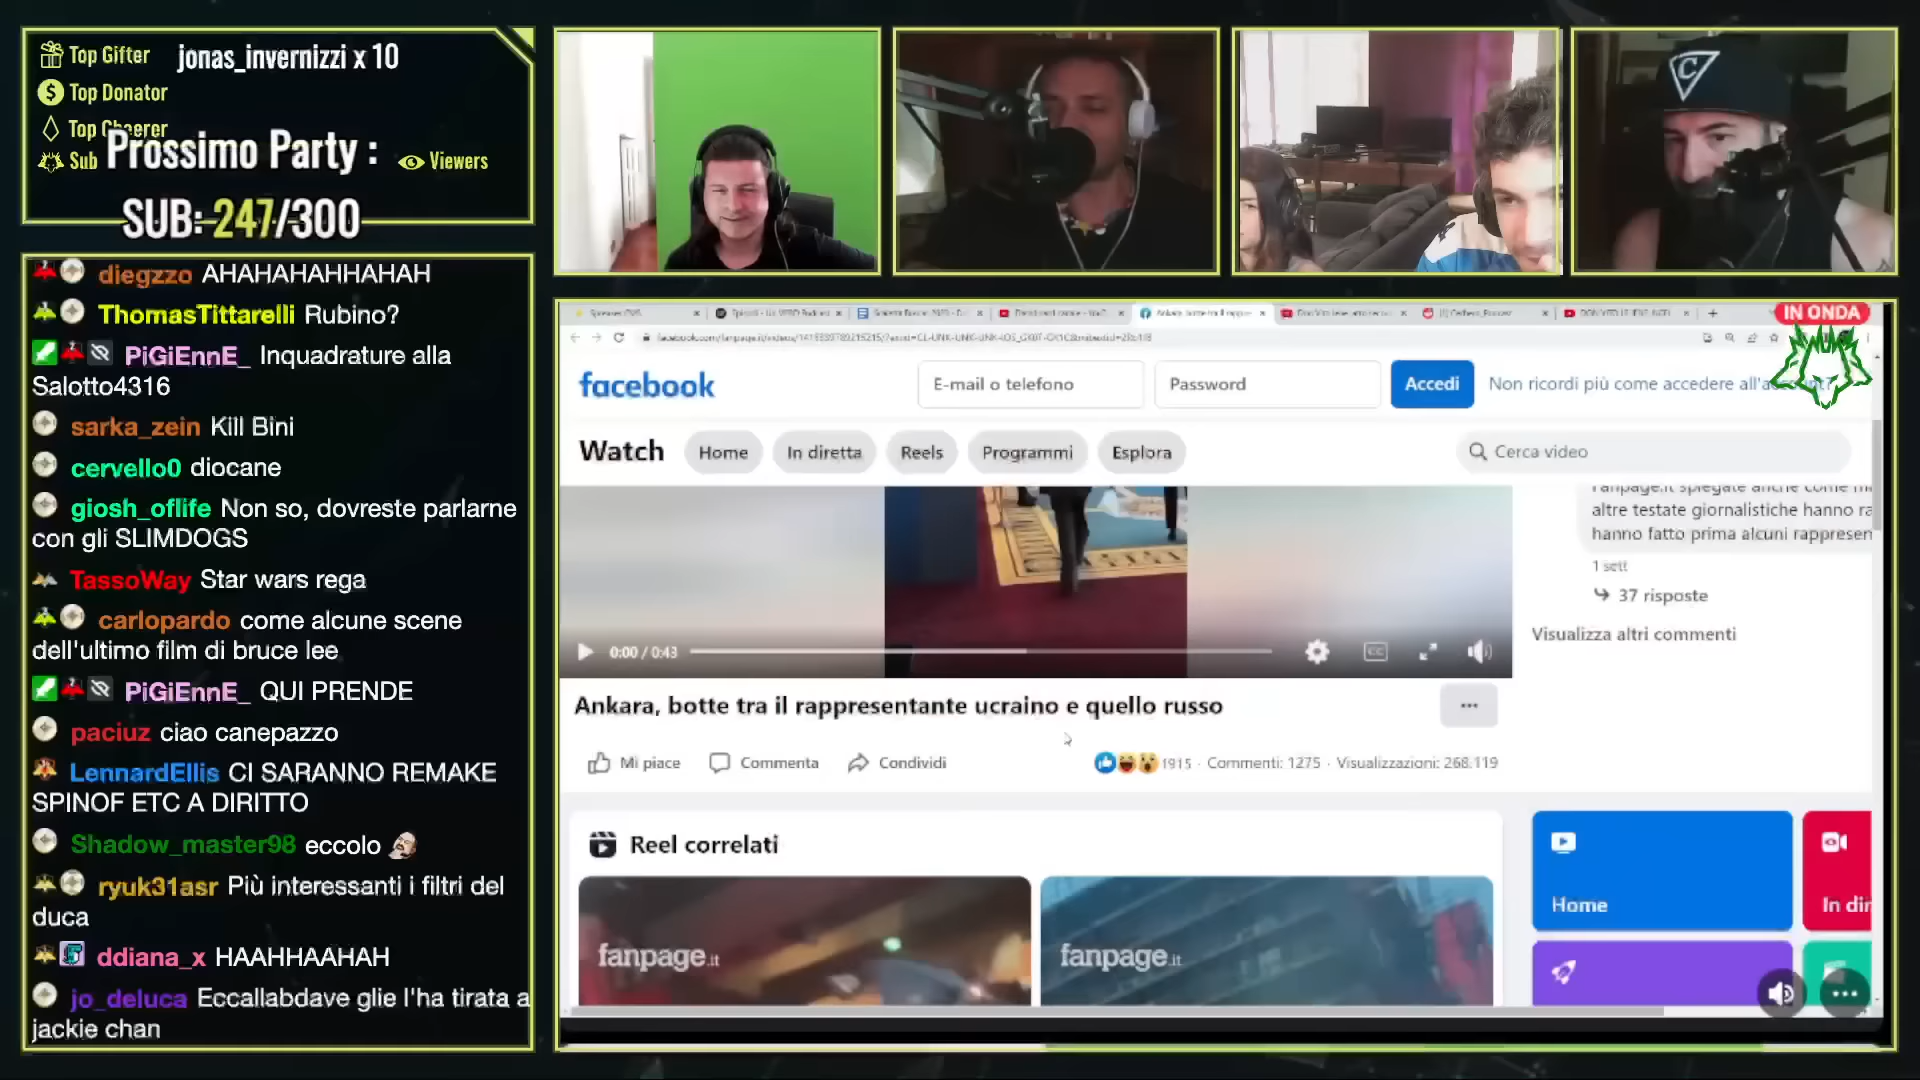 Top Gifter jonas_invernizzi x 10
Top Donator
Top Cheerer
Prossimo Party :
Sub
Viewers
SUB: 247/300
diegzzo AHAHAHAHHAHAH
ThomasTittarelli Rubino?
PiGiEnnE_ Inquadrature alla
Salotto4316
sarka_zein Kill Bini
cervello0 diocane
giosh_oflife Non so, dovreste parlarne
con gli SLIMDOGS
TassoWay Star wars rega
carlopardo come alcune scene
dell'ultimo film di bruce lee
PiGiEnnE_ QUI PRENDE
paciuz ciao canepazzo
LennardEllis CI SARANNO REMAKE
SPINOF ETC A DIRITTO
Shadow_master98 eccolo
ryuk31asr Più interessanti i filtri del
duca
ddiana_x HAAHHAAHAH
jo_deluca Eccallabdave glie l'ha tirata a
jackie chan
C
IN ONDA
facebook
E-mail o telefono
Password
Accedi
Non ricordi più come accedere all'account?
Watch
Home
In diretta
Reels
Programmi
Esplora
Cerca video
fanpage.it spiegate anche come
altre testate giornalistiche hanno
hanno fatto prima alcuni
1 sett
37 risposte
Visualizza altri commenti
0:00 / 0:43
CC
Ankara, botte tra il rappresentante ucraino e quello russo
Mi piace
Commenta
Condividi
1915 · Commenti: 1275 · Visualizzazioni: 268.119
Reel correlati
fanpage.it
fanpage.it
Home
In dir